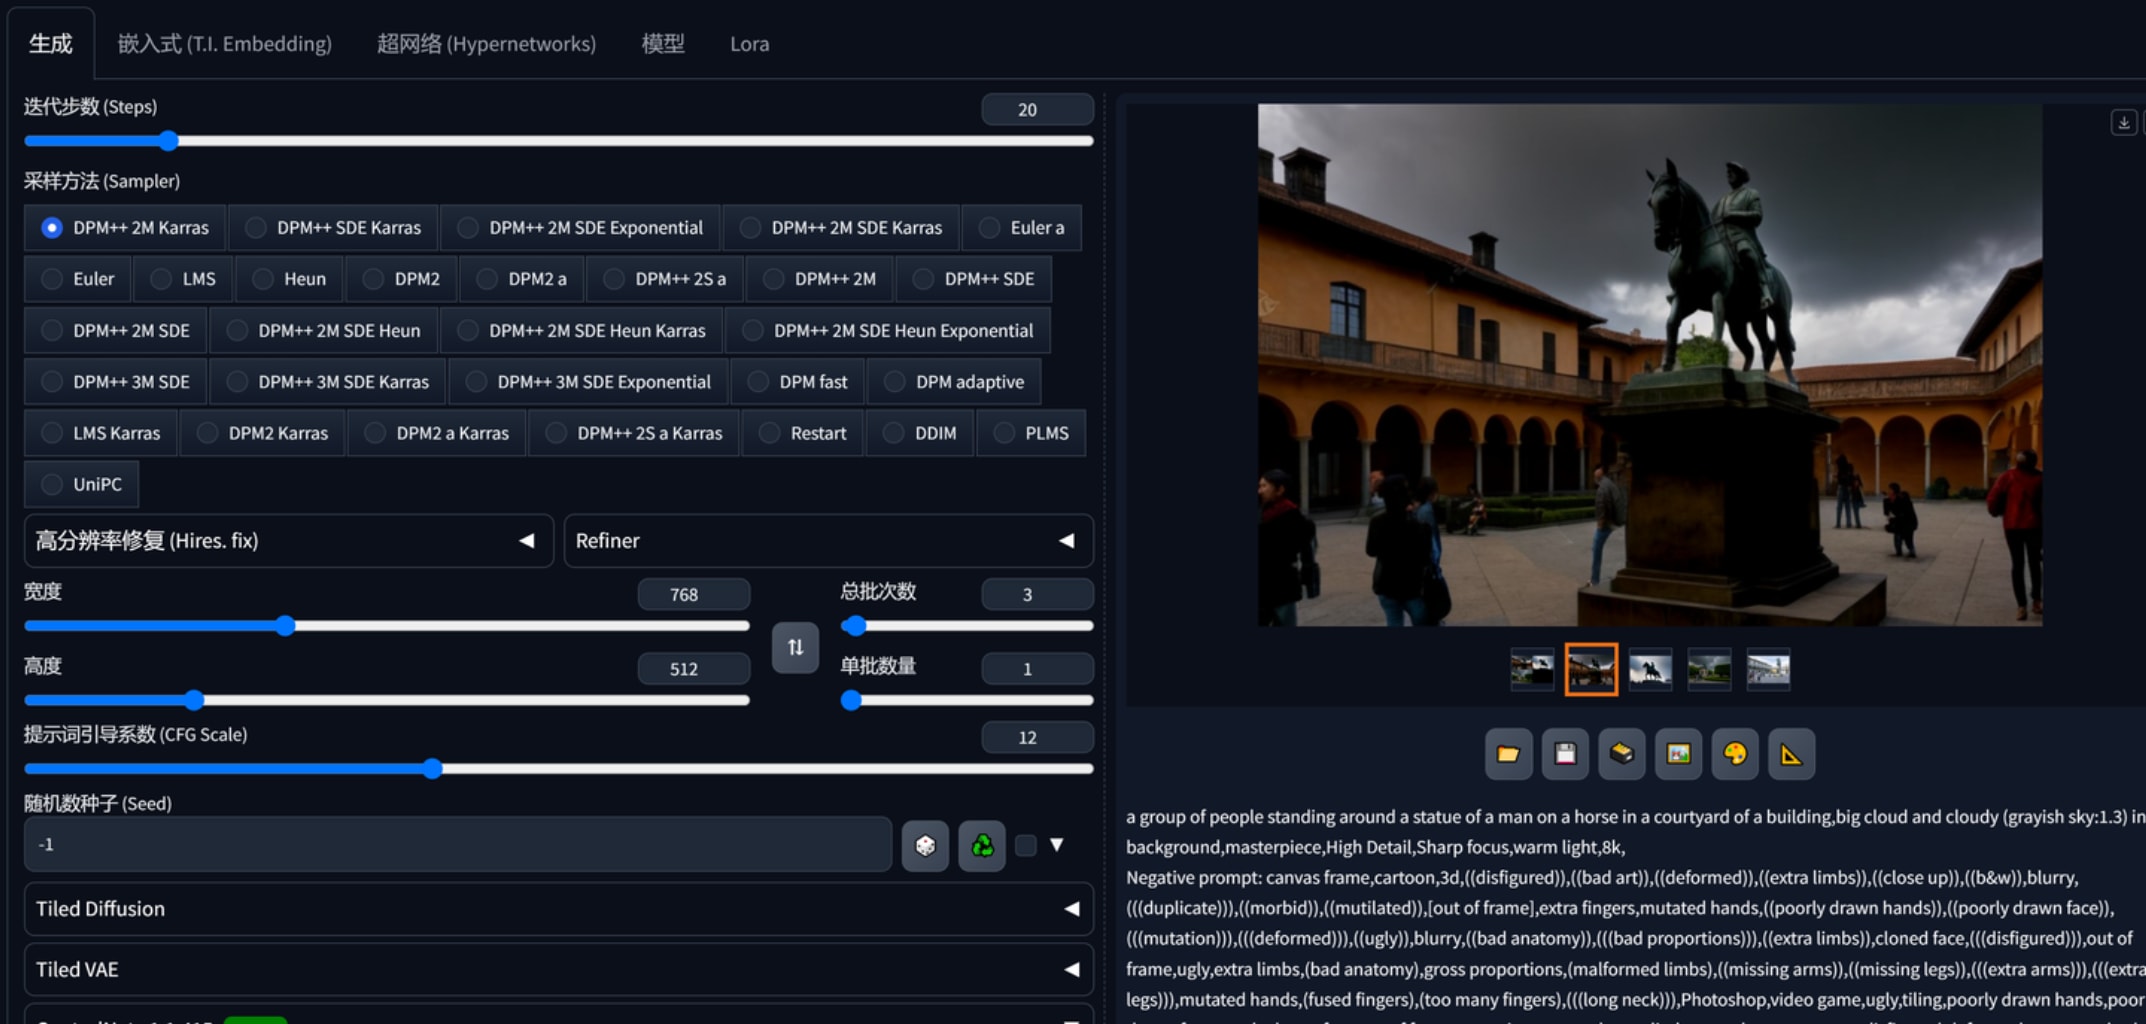 生成 嵌入式 (T.I. Embedding) 超网络 (Hypernetworks) 模型 Lora
迭代步数 (Steps) 20
采样方法 (Sampler)
DPM++ 2M Karras DPM++ SDE Karras DPM++ 2M SDE Exponential DPM++ 2M SDE Karras Euler a
Euler LMS Heun DPM2 DPM2 a DPM++ 2S a DPM++ 2M DPM++ SDE
DPM++ 2M SDE DPM++ 2M SDE Heun DPM++ 2M SDE Heun Karras DPM++ 2M SDE Heun Exponential
DPM++ 3M SDE DPM++ 3M SDE Karras DPM++ 3M SDE Exponential DPM fast DPM adaptive
LMS Karras DPM2 Karras DPM2 a Karras DPM++ 2S a Karras Restart DDIM PLMS
UniPC
高分辨率修复 (Hires. fix) Refiner
宽度 768 总批次数 3
高度 512 单批数量 1
提示词引导系数 (CFG Scale) 12
随机数种子 (Seed)
-1
Tiled Diffusion
Tiled VAE
a group of people standing around a statue of a man on a horse in a courtyard of a building,big cloud and cloudy (grayish sky:1.3) in
background,masterpiece,High Detail,Sharp focus,warm light,8k,
Negative prompt: canvas frame,cartoon,3d,((disfigured)),((bad art)),((deformed)),((extra limbs)),((close up)),((b&w)),blurry,
(((duplicate))),((morbid)),((mutilated)),[out of frame],extra fingers,mutated hands,((poorly drawn hands)),((poorly drawn face)),
(((mutation))),(((deformed))),((ugly)),blurry,((bad anatomy)),(((bad proportions))),((extra limbs)),cloned face,(((disfigured))),out of
frame,ugly,extra limbs,(bad anatomy),gross proportions,(malformed limbs),((missing arms)),((missing legs)),(((extra arms))),(((extra
legs))),mutated hands,(fused fingers),(too many fingers),(((long neck))),Photoshop,video game,ugly,tiling,poorly drawn hands,poor